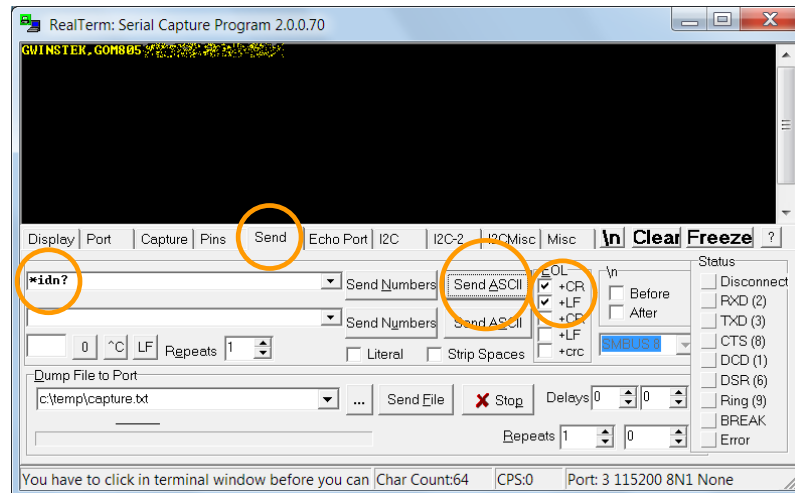 RealTerm: Serial Capture Program 2.0.0.70
GWINSTEK,GOM805
Display Port Capture Pins Send Echo Port I2C I2C-2 I2CMisc Misc \n Clear Freeze ?
*idn? Send Numbers Send ASCII EOL +CR +LF \n Before After
Send Numbers Send ASCII +CR +LF +crc SMBUS 8
0 ^C LF Repeats 1 Literal Strip Spaces
Dump File to Port
c:\temp\capture.txt ... Send File Stop Delays 0 0
Repeats 1 0
Status
Disconnect
RXD (2)
TXD (3)
CTS (8)
DCD (1)
DSR (6)
Ring (9)
BREAK
Error
You have to click in terminal window before you can Char Count:64 CPS:0 Port: 3 115200 8N1 None